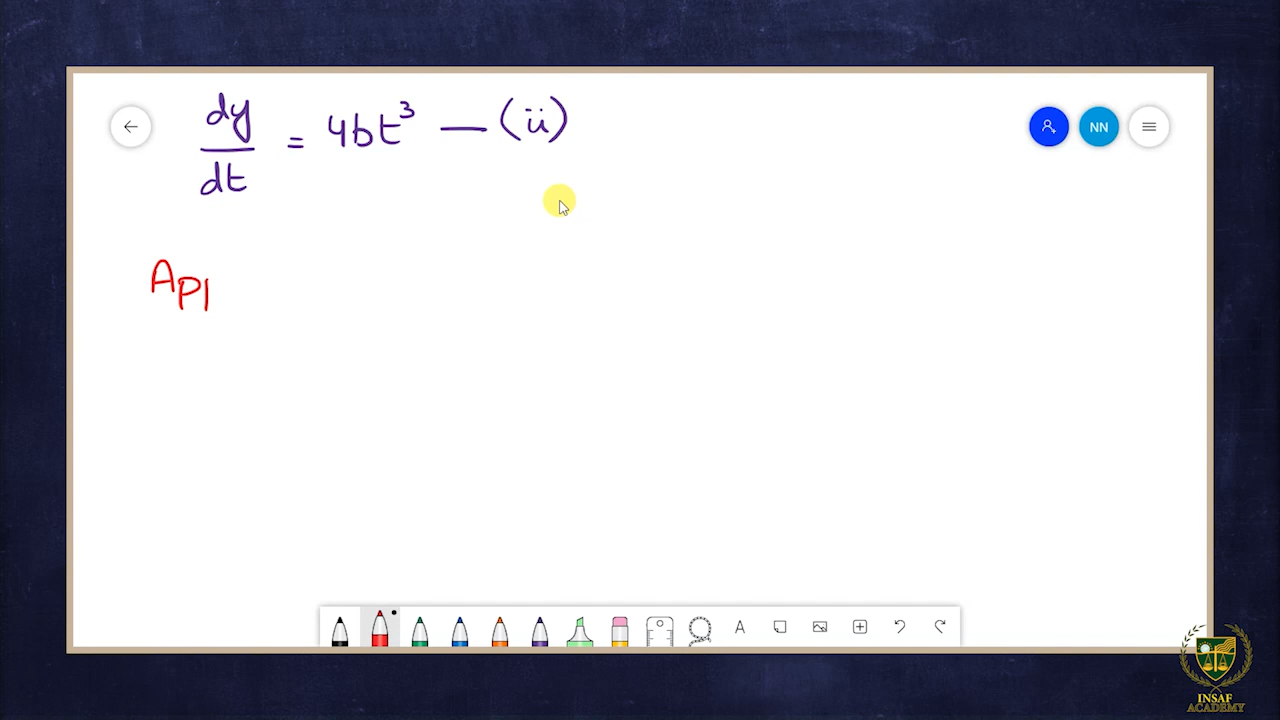 dy/dt = 4bt³ — (ii)
NN
Apl
A
INSAF
ACADEMY